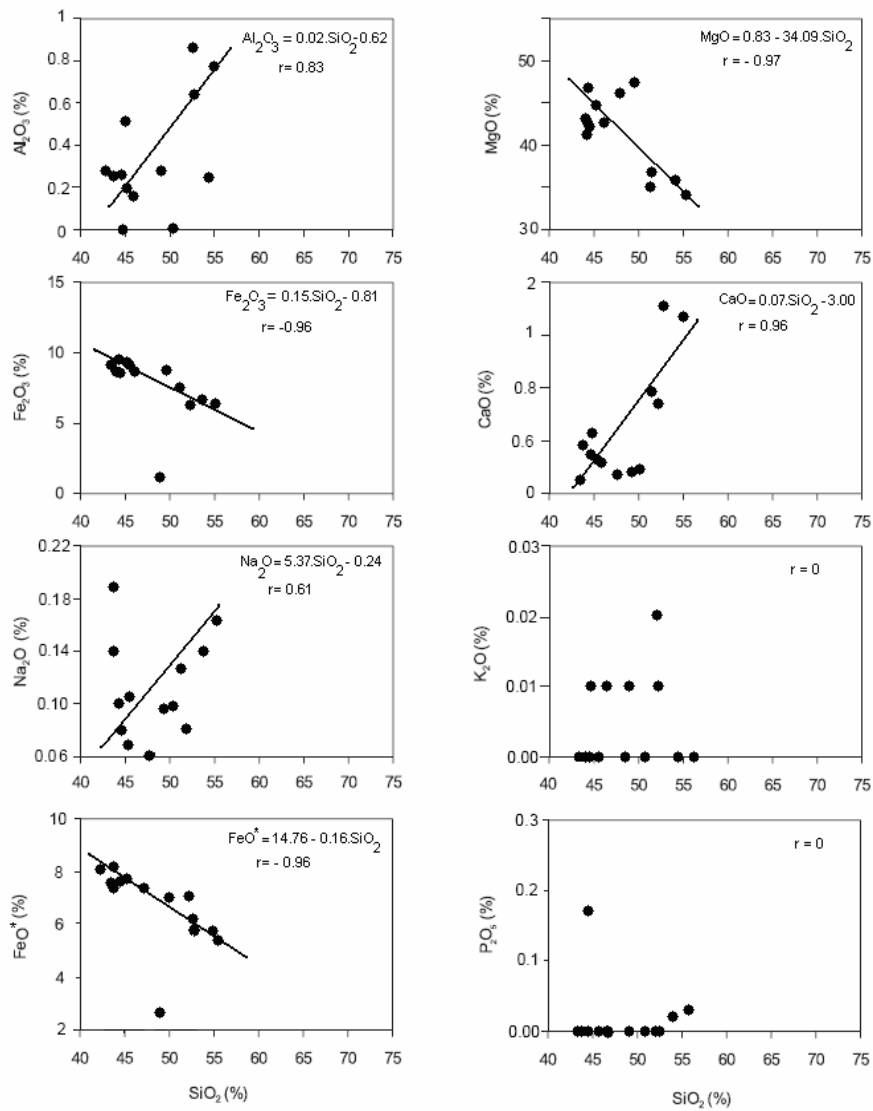 1
Al2O3 = 0.02.SiO2-0.62
r= 0.83
0.8
0.6
0.4
0.2
0
Al2O3 (%)
40 45 50 55 60 65 70 75
MgO = 0.83 - 34.09.SiO2
r = - 0.97
50
40
30
MgO (%)
40 45 50 55 60 65 70 75
15
Fe2O3 = 0.15.SiO2 - 0.81
r= -0.96
10
5
0
Fe2O3 (%)
40 45 50 55 60 65 70 75
2
CaO = 0.07.SiO2 - 3.00
r = 0.96
1
0.8
0.6
0
CaO (%)
40 45 50 55 60 65 70 75
0.22
Na2O = 5.37.SiO2 - 0.24
r= 0.61
0.18
0.14
0.10
0.06
Na2O (%)
40 45 50 55 60 65 70 75
0.03
r = 0
0.02
0.01
0.00
K2O (%)
40 45 50 55 60 65 70 75
10
FeO* = 14.76 - 0.16.SiO2
r= - 0.96
8
6
4
2
FeO* (%)
40 45 50 55 60 65 70 75
SiO2 (%)
0.3
r = 0
0.2
0.1
0.00
P2O5 (%)
40 45 50 55 60 65 70 75
SiO2 (%)